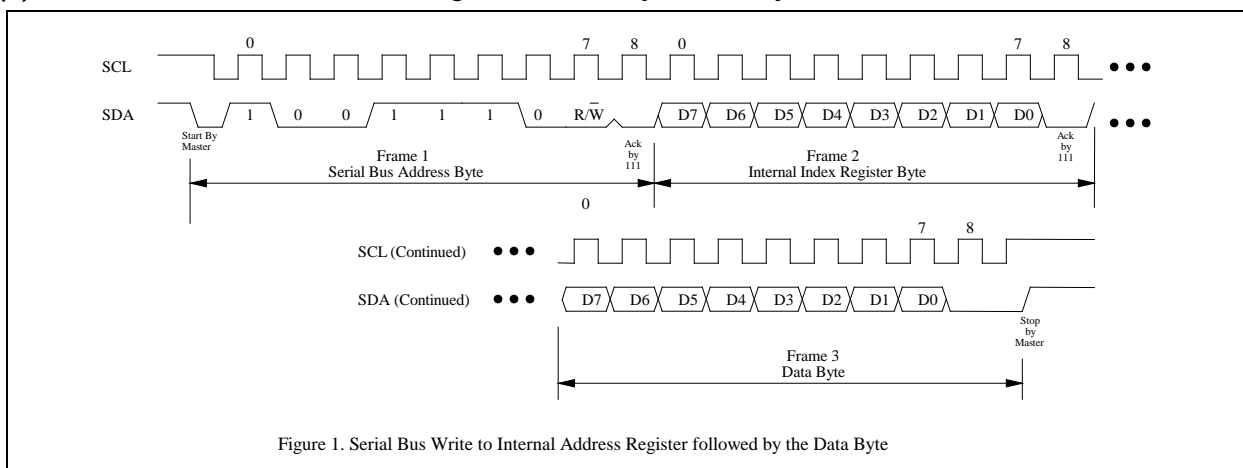 0 7 8 0 7 8
SCL
SDA 1 0 0 1 1 1 0 R/W̅ D7 D6 D5 D4 D3 D2 D1 D0
Start By
Master
Ack
by
111
Ack
by
111
Frame 1
Serial Bus Address Byte
Frame 2
Internal Index Register Byte
0
7 8
SCL (Continued)
SDA (Continued) D7 D6 D5 D4 D3 D2 D1 D0
Stop
by
Master
Frame 3
Data Byte
Figure 1. Serial Bus Write to Internal Address Register followed by the Data Byte